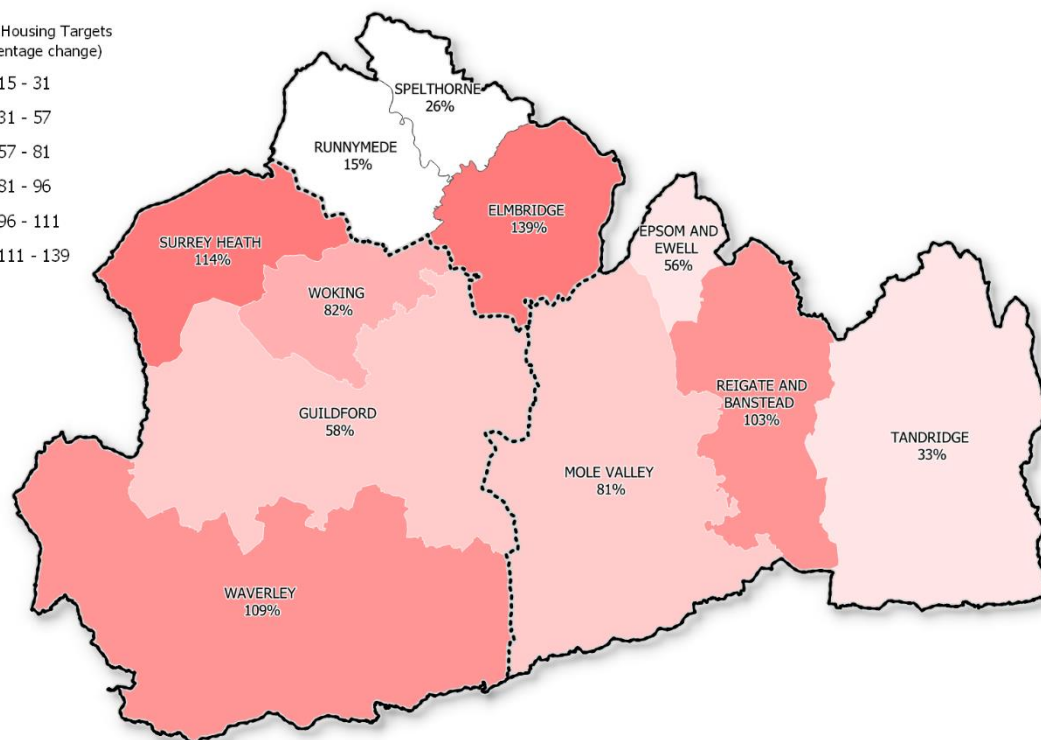 Housing Targets
entage change)
15 - 31
31 - 57
57 - 81
81 - 96
96 - 111
111 - 139
SPELTHORNE
26%
RUNNYMEDE
15%
ELMBRIDGE
139%
SURREY HEATH
114%
EPSOM AND
EWELL
56%
WOKING
82%
REIGATE AND
BANSTEAD
103%
GUILDFORD
58%
TANDRIDGE
33%
MOLE VALLEY
81%
WAVERLEY
109%